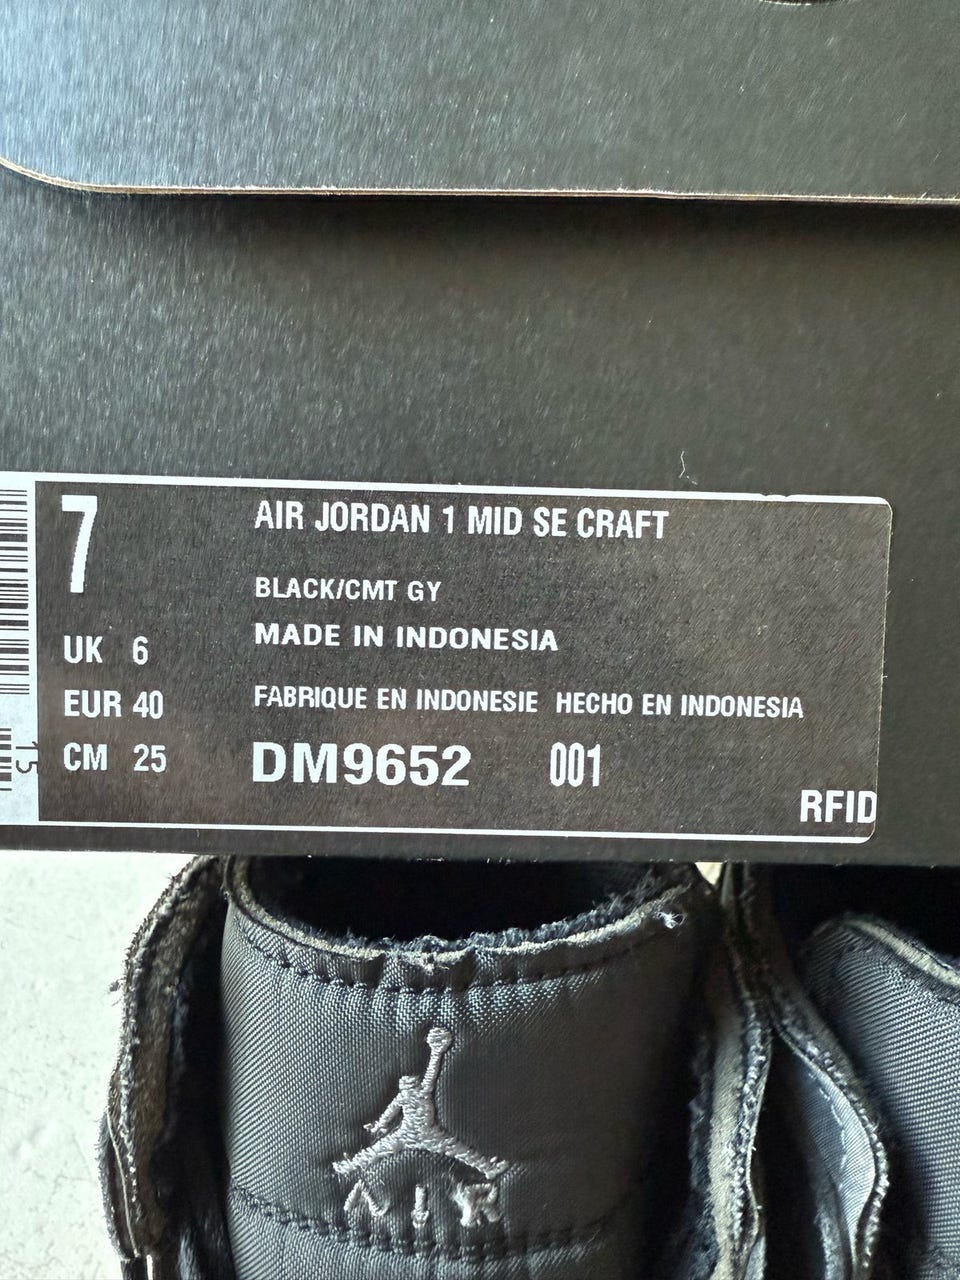 7
AIR JORDAN 1 MID SE CRAFT
BLACK/CMT GY
UK 6
MADE IN INDONESIA
EUR 40
FABRIQUE EN INDONESIE HECHO EN INDONESIA
CM 25
DM9652 001
15
RFID
AIR